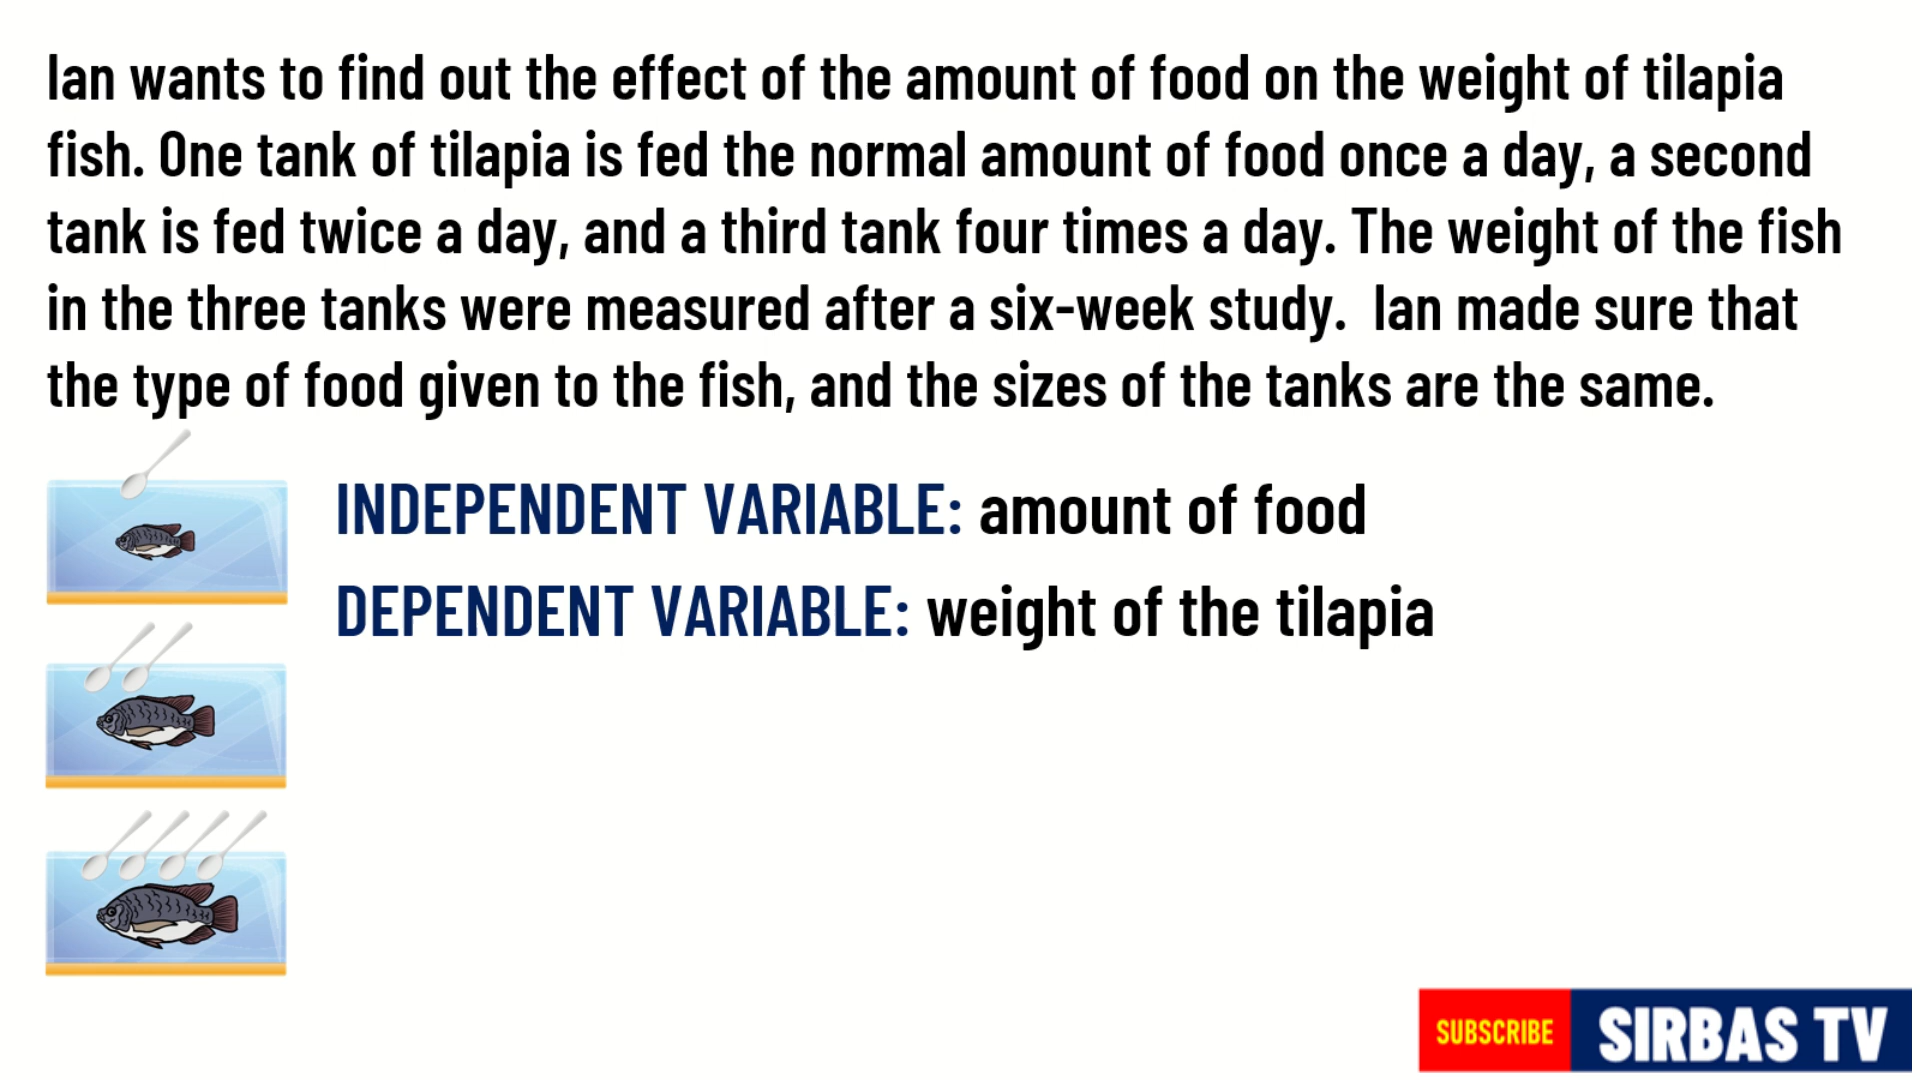 Ian wants to find out the effect of the amount of food on the weight of tilapia
fish. One tank of tilapia is fed the normal amount of food once a day, a second
tank is fed twice a day, and a third tank four times a day. The weight of the fish
in the three tanks were measured after a six-week study.  Ian made sure that
the type of food given to the fish, and the sizes of the tanks are the same.
INDEPENDENT VARIABLE: amount of food
DEPENDENT VARIABLE: weight of the tilapia
SUBSCRIBE SIRBAS TV